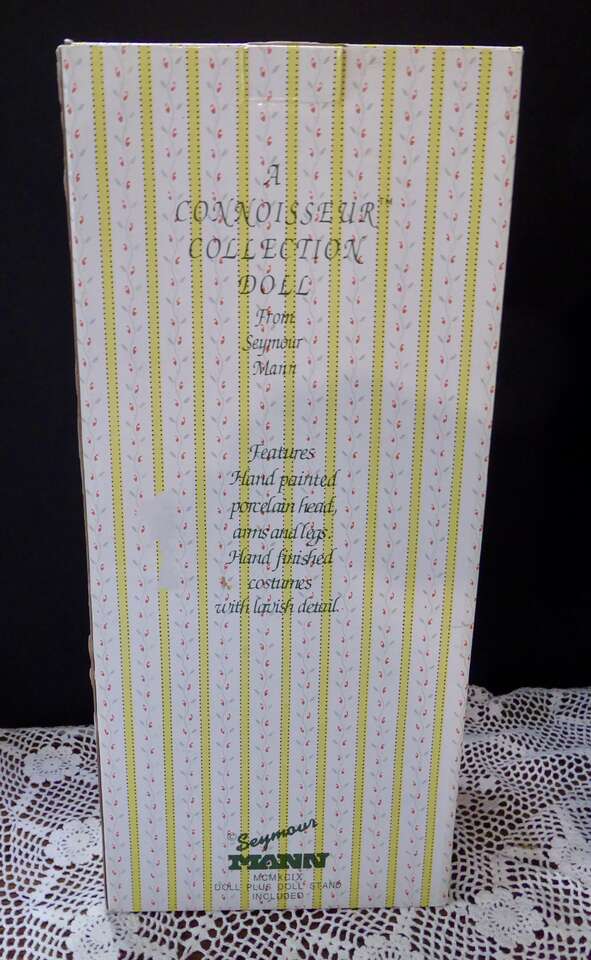 A
CONNOISSEUR™
COLLECTION
DOLL
From
Seymour
Mann
Features
Hand painted
porcelain head,
arms and legs.
Hand finished
costumes
with lavish detail.
© Seymour
MANN
MCMXCIX
DOLL PLUS DOLL STAND
INCLUDED